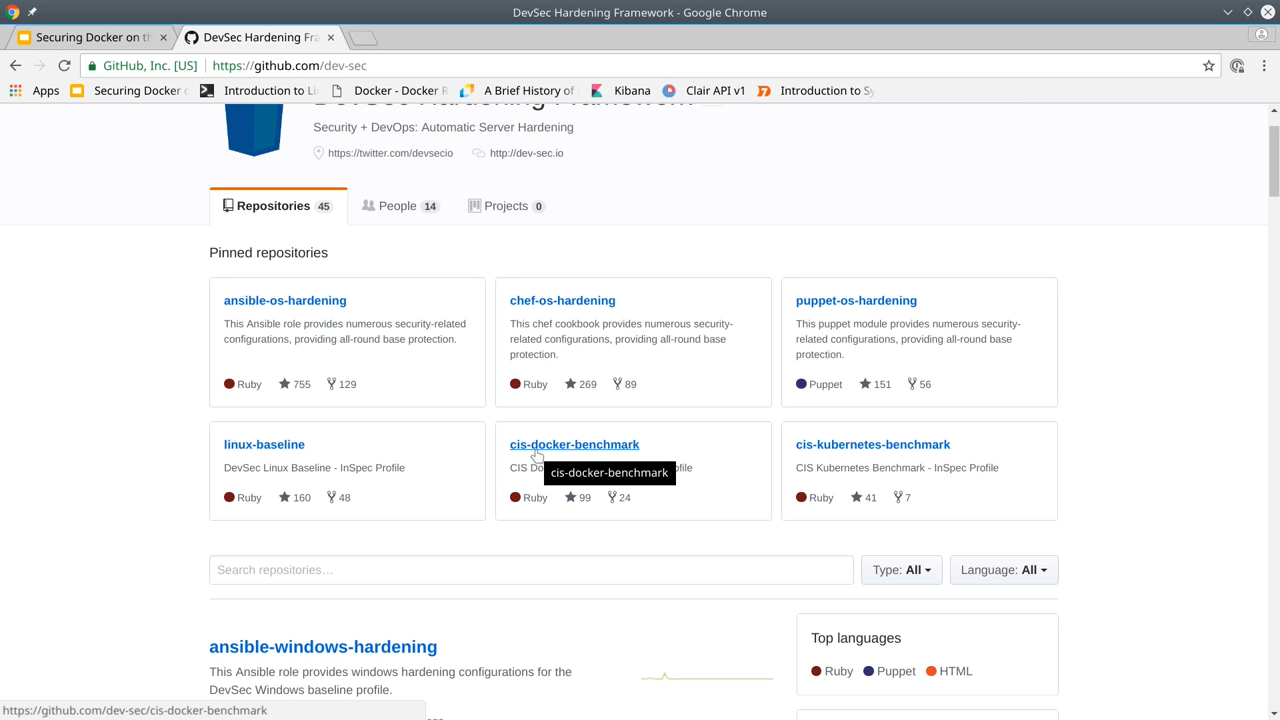 DevSec Hardening Framework - Google Chrome
Securing Docker on th
DevSec Hardening Fra
GitHub, Inc. [US] https://github.com/dev-sec
Apps Securing Docker Introduction to Docker - Docker A Brief History of Kibana Clair API v1 Introduction to
DevSec Hardening Framework
Security + DevOps: Automatic Server Hardening
https://twitter.com/devsecio http://dev-sec.io
Repositories 45 People 14 Projects 0
Pinned repositories
ansible-os-hardening
This Ansible role provides numerous security-related
configurations, providing all-round base protection.
Ruby 755 129
chef-os-hardening
This chef cookbook provides numerous security-
related configurations, providing all-round base
protection.
Ruby 269 89
puppet-os-hardening
This puppet module provides numerous security-
related configurations, providing all-round base
protection.
Puppet 151 56
linux-baseline
DevSec Linux Baseline - InSpec Profile
Ruby 160 48
cis-docker-benchmark
CIS Do ofile
cis-docker-benchmark
Ruby 99 24
cis-kubernetes-benchmark
CIS Kubernetes Benchmark - InSpec Profile
Ruby 41 7
Search repositories…
Type: All
Language: All
ansible-windows-hardening
This Ansible role provides windows hardening configurations for the
DevSec Windows baseline profile.
Top languages
Ruby Puppet HTML
https://github.com/dev-sec/cis-docker-benchmark